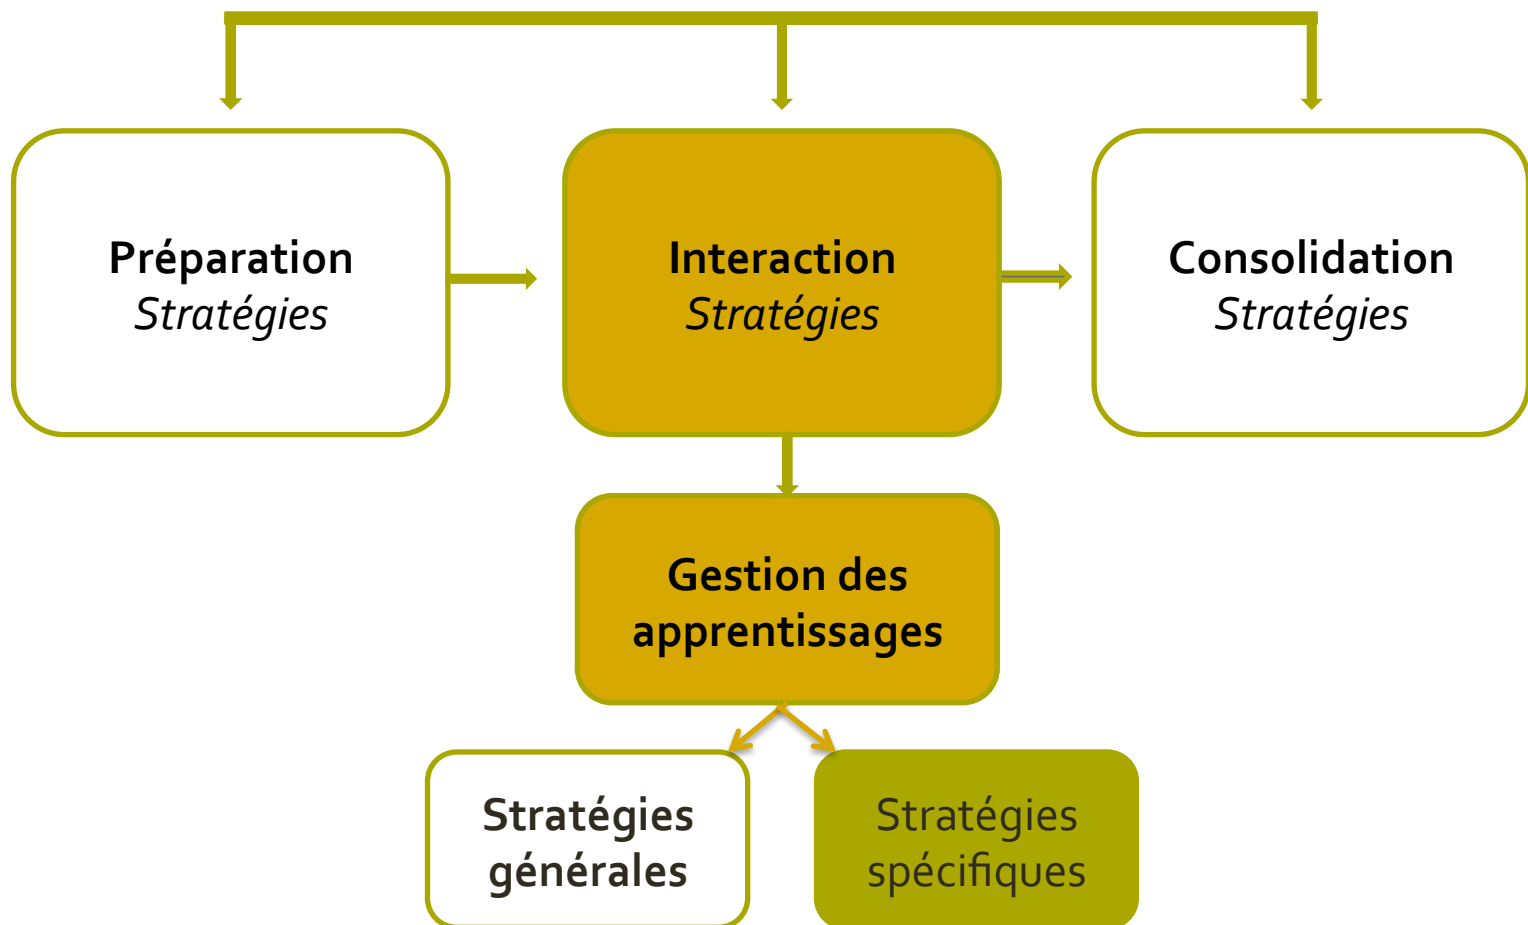 Préparation
Stratégies
Interaction
Stratégies
Consolidation
Stratégies
Gestion des
apprentissages
Stratégies
générales
Stratégies
spécifiques